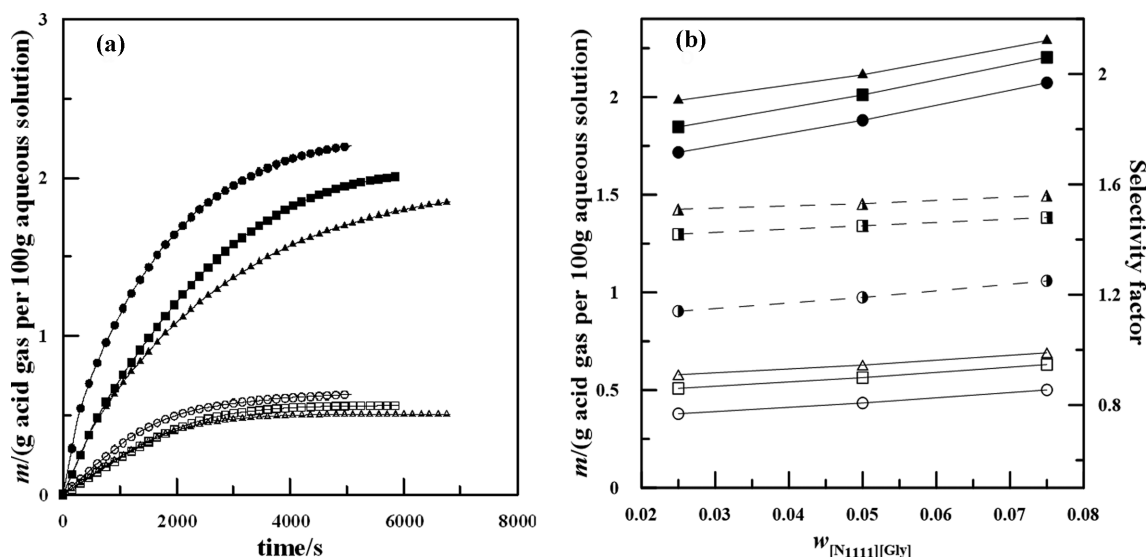 (a)
m/(g acid gas per 100g aqueous solution)
3
2
1
0
0 2000 4000 6000 8000
time/s
(b)
m/(g acid gas per 100g aqueous solution)
2
1.5
1
0.5
0
0.02 0.03 0.04 0.05 0.06 0.07 0.08
w[N1111][Gly]
2
1.6
1.2
0.8
Selectivity factor